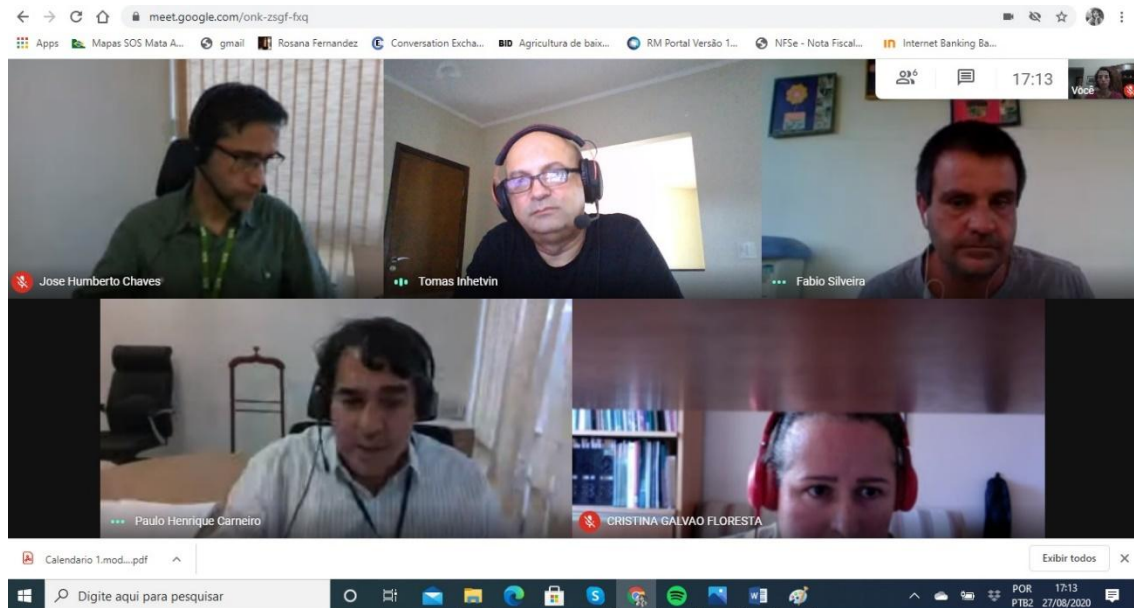 meet.google.com/onk-zsgf-fxq
Apps Mapas SOS Mata A... gmail Rosana Fernandez Conversation Excha... BID Agricultura de baix... RM Portal Versão 1... NFSe - Nota Fiscal... Internet Banking Ba...
6 17:13 Você
Jose Humberto Chaves
Tomas Inhetvin
Fabio Silveira
Paulo Henrique Carneiro
CRISTINA GALVAO FLORESTA
Calendario 1.mod....pdf
Exibir todos
Digite aqui para pesquisar
POR 17:13
PTB2 27/08/2020